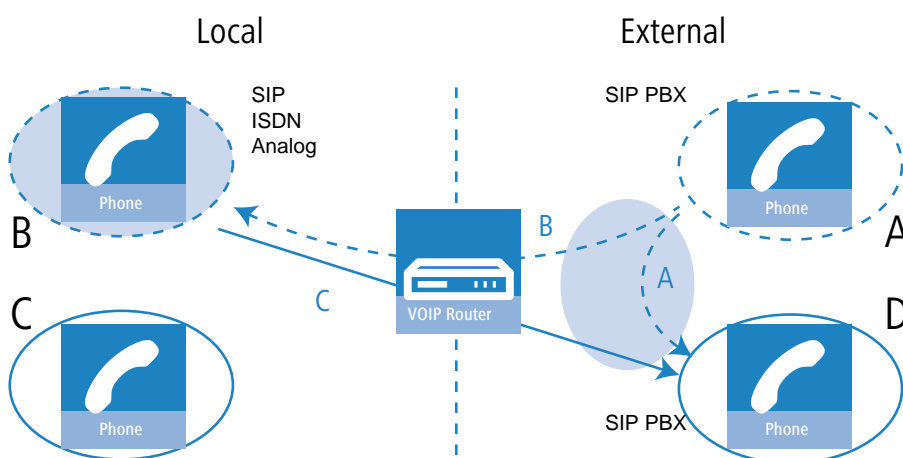 Local
External
SIP
ISDN
Analog
SIP PBX
Phone
Phone
B
A
B
A
C
C
VOIP Router
D
Phone
SIP PBX
Phone